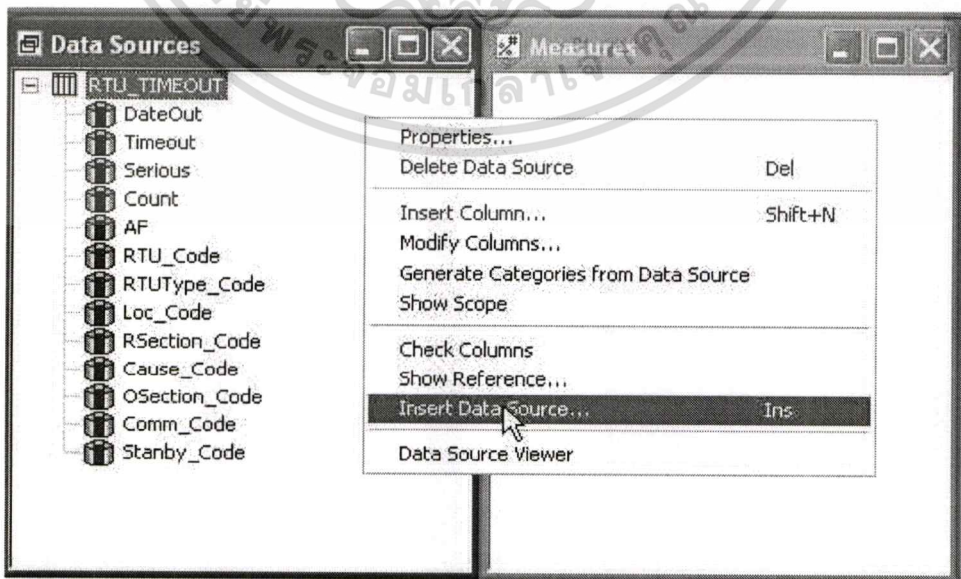 Data Sources
Measures
RTU_TIMEOUT
DateOut
Timeout
Serious
Count
AF
RTU_Code
RTUType_Code
Loc_Code
RSection_Code
Cause_Code
OSection_Code
Comm_Code
Stanby_Code
Properties...
Delete Data Source Del
Insert Column... Shift+N
Modify Columns...
Generate Categories from Data Source
Show Scope
Check Columns
Show Reference...
Insert Data Source... Ins
Data Source Viewer